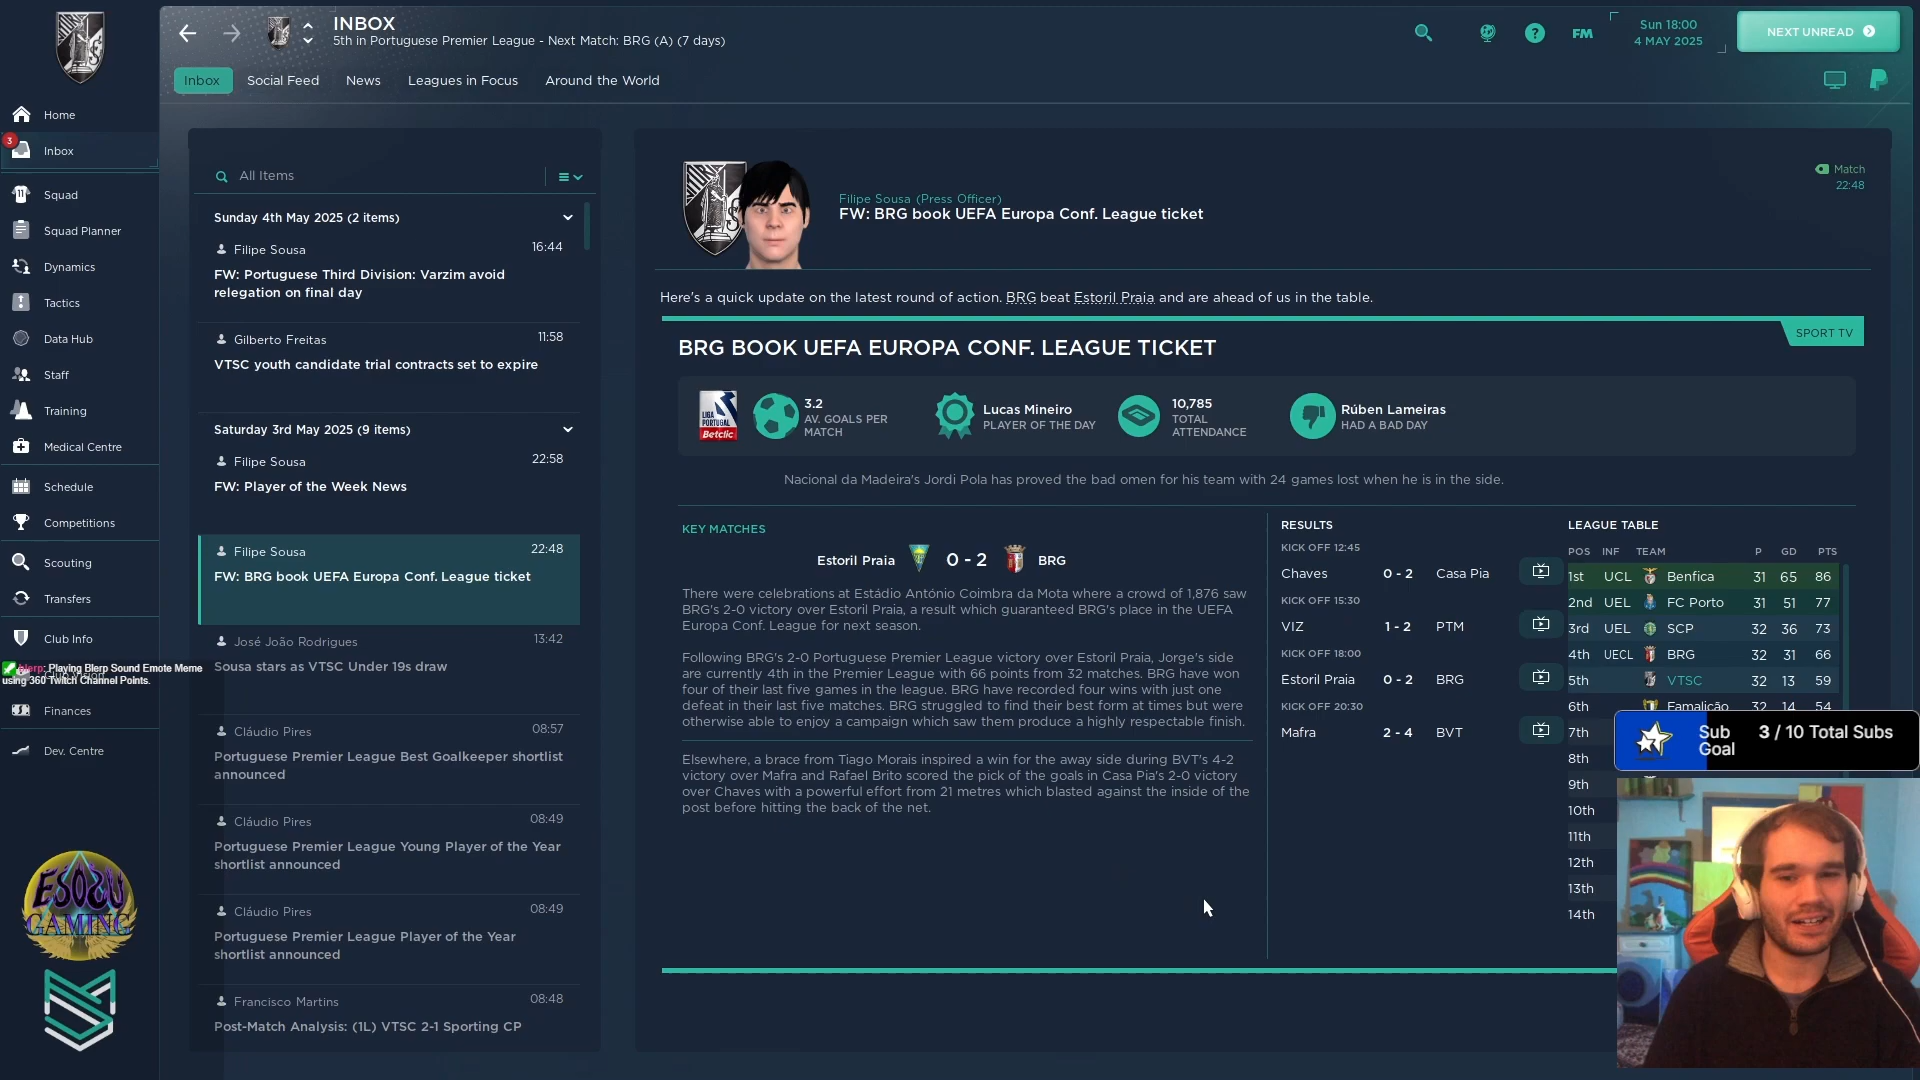 INBOX
5th in Portuguese Premier League - Next Match: BRG (A) (7 days)
FM
Sun 18:00
4 MAY 2025
NEXT UNREAD
Inbox
Social Feed
News
Leagues in Focus
Around the World
Home
3
Inbox
Squad
Squad Planner
Dynamics
Tactics
Data Hub
Staff
Training
Medical Centre
Schedule
Competitions
Scouting
Transfers
Club Info
blerp: Playing Blerp Sound Emote Meme
using 360 Twitch Channel Points.
Finances
Dev. Centre
ESOSU
GAMING
All Items
Sunday 4th May 2025 (2 items)
Filipe Sousa 16:44
FW: Portuguese Third Division: Varzim avoid
relegation on final day
Gilberto Freitas 11:58
VTSC youth candidate trial contracts set to expire
Saturday 3rd May 2025 (9 items)
Filipe Sousa 22:58
FW: Player of the Week News
Filipe Sousa 22:48
FW: BRG book UEFA Europa Conf. League ticket
José João Rodrigues 13:42
Sousa stars as VTSC Under 19s draw
Cláudio Pires 08:57
Portuguese Premier League Best Goalkeeper shortlist
announced
Cláudio Pires 08:49
Portuguese Premier League Young Player of the Year
shortlist announced
Cláudio Pires 08:49
Portuguese Premier League Player of the Year
shortlist announced
Francisco Martins 08:48
Post-Match Analysis: (1L) VTSC 2-1 Sporting CP
Filipe Sousa (Press Officer)
FW: BRG book UEFA Europa Conf. League ticket
Match
22:48
Here's a quick update on the latest round of action. BRG beat Estoril Praia and are ahead of us in the table.
SPORT TV
BRG BOOK UEFA EUROPA CONF. LEAGUE TICKET
LIGA
PORTUGAL
Betclic
3.2
AV. GOALS PER
MATCH
Lucas Mineiro
PLAYER OF THE DAY
10,785
TOTAL
ATTENDANCE
Rúben Lameiras
HAD A BAD DAY
Nacional da Madeira's Jordi Pola has proved the bad omen for his team with 24 games lost when he is in the side.
KEY MATCHES
Estoril Praia 0 - 2 BRG
There were celebrations at Estádio António Coimbra da Mota where a crowd of 1,876 saw
BRG's 2-0 victory over Estoril Praia, a result which guaranteed BRG's place in the UEFA
Europa Conf. League for next season.
Following BRG's 2-0 Portuguese Premier League victory over Estoril Praia, Jorge's side
are currently 4th in the Premier League with 66 points from 32 matches. BRG have won
four of their last five games in the league. BRG have recorded four wins with just one
defeat in their last five matches. BRG struggled to find their best form at times but were
otherwise able to enjoy a campaign which saw them produce a highly respectable finish.
Elsewhere, a brace from Tiago Morais inspired a win for the away side during BVT's 4-2
victory over Mafra and Rafael Brito scored the pick of the goals in Casa Pia's 2-0 victory
over Chaves with a powerful effort from 21 metres which blasted against the inside of the
post before hitting the back of the net.
RESULTS
KICK OFF 12:45
Chaves 0 - 2 Casa Pia
KICK OFF 15:30
VIZ 1 - 2 PTM
KICK OFF 18:00
Estoril Praia 0 - 2 BRG
KICK OFF 20:30
Mafra 2 - 4 BVT
LEAGUE TABLE
POS INF TEAM P GD PTS
1st UCL Benfica 31 65 86
2nd UEL FC Porto 31 51 77
3rd UEL SCP 32 36 73
4th UECL BRG 32 31 66
5th VTSC 32 13 59
6th Famalicão 32 14 54
7th
8th
9th
10th
11th
12th
13th
14th
Sub
Goal
3 / 10 Total Subs